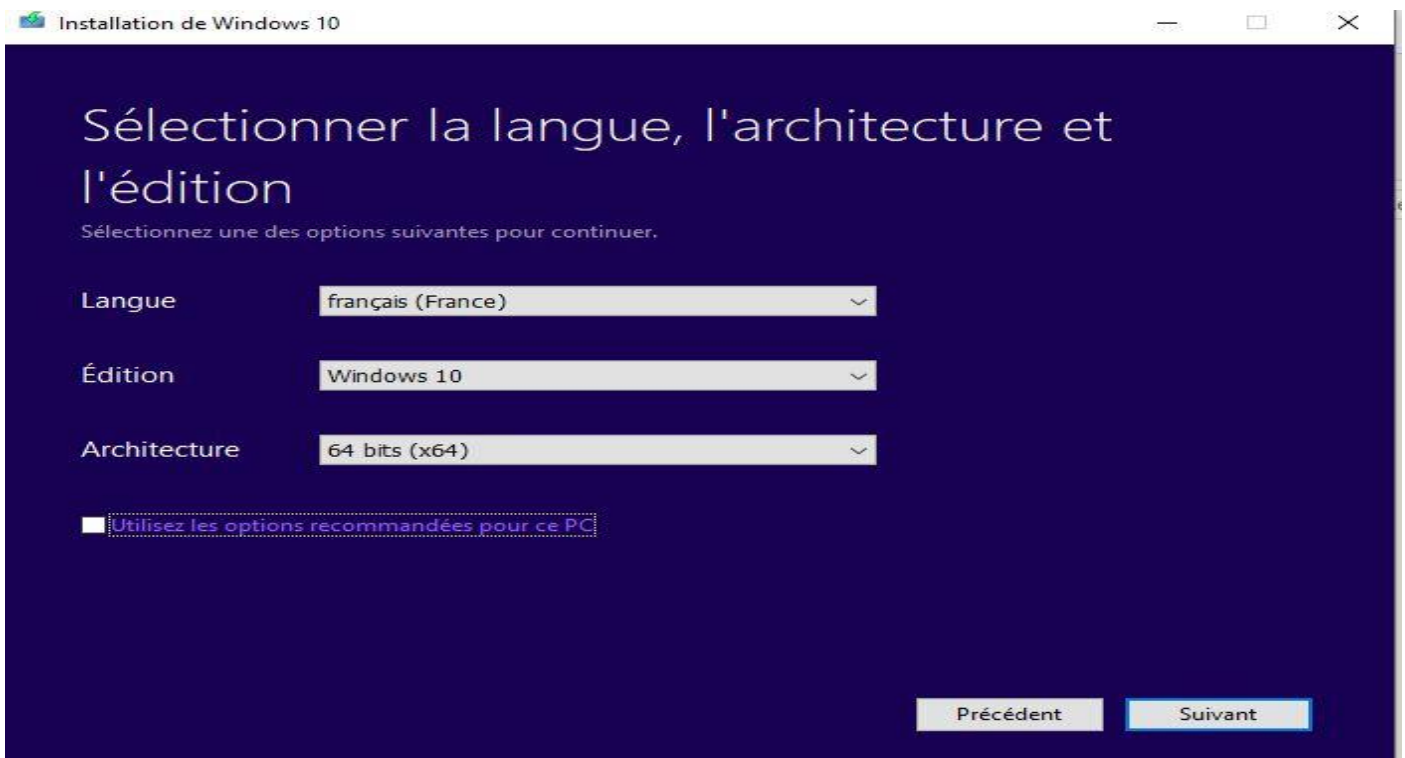 Installation de Windows 10
Sélectionner la langue, l'architecture et
l'édition
Sélectionnez une des options suivantes pour continuer.
Langue français (France)
Édition Windows 10
Architecture 64 bits (x64)
Utilisez les options recommandées pour ce PC
Précédent Suivant